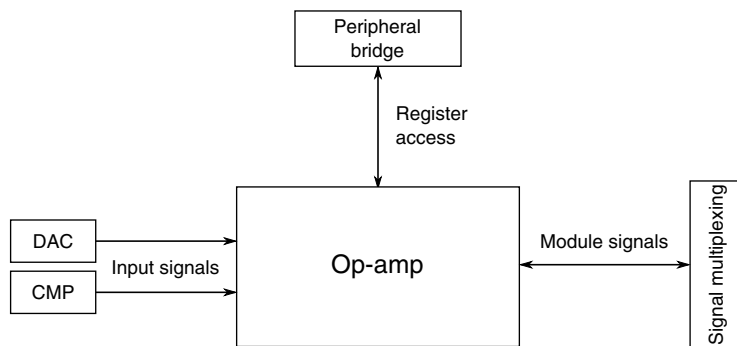 Peripheral
bridge
Register
access
DAC
Input signals
CMP
Op-amp
Module signals
Signal multiplexing